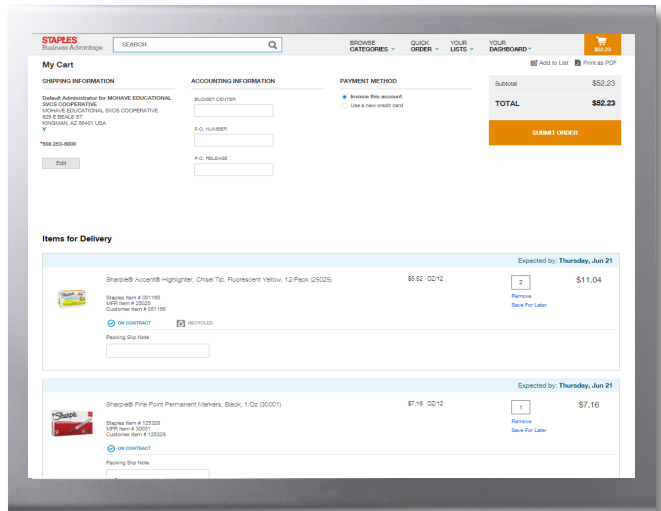 STAPLES
Business Advantage
SEARCH
BROWSE
CATEGORIES
QUICK
ORDER
YOUR
LISTS
YOUR
DASHBOARD
$52.23
My Cart
Add to List
Print as PDF
SHIPPING INFORMATION
ACCOUNTING INFORMATION
PAYMENT METHOD
Subtotal $52.23
TOTAL $52.23
SUBMIT ORDER
Default Administrator for MOHAVE EDUCATIONAL
SVCS COOPERATIVE
MOHAVE EDUCATIONAL SVCS COOPERATIVE
625 E BEALE ST
KINGMAN, AZ 86401 USA
Y
Edit
BUDGET CENTER
P.O. NUMBER
P.O. RELEASE
Invoice this account
Use a new credit card
Items for Delivery
Expected by: Thursday, Jun 21
Sharpie® Accent® Highlighter, Chisel Tip, Fluorescent Yellow, 12/Pack (25025)
$5.52 DZ/12
2
$11.04
Remove
Save For Later
Staples Item # 051165
MFR Item # 25025
Customer Item # 051165
ON CONTRACT
RECYCLED
Packing Slip Note
Expected by: Thursday, Jun 21
Sharpie
Sharpie® Fine Point Permanent Markers, Black, 1/Dz (30001)
$7.16 DZ/12
1
$7.16
Remove
Save For Later
Staples Item # 125328
MFR Item # 30001
Customer Item # 125328
ON CONTRACT
Packing Slip Note